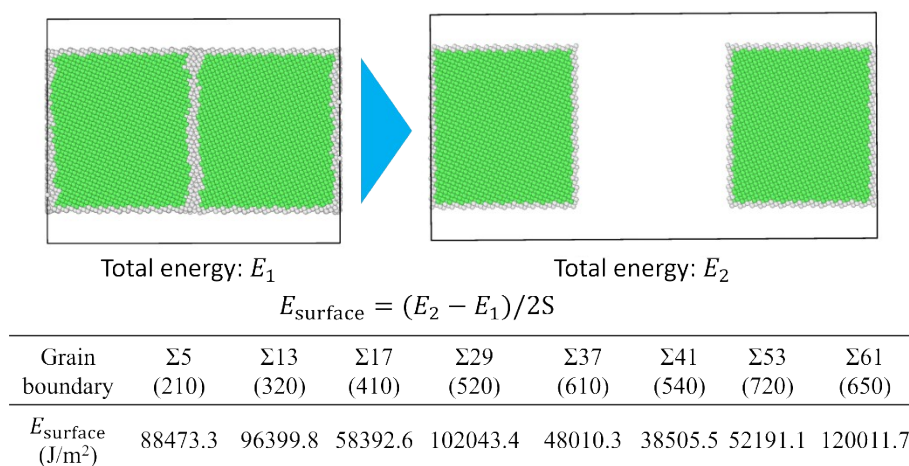 Total energy: E₁ Total energy: E₂
E_surface = (E₂ − E₁)/2S
Grain boundary Σ5 (210) Σ13 (320) Σ17 (410) Σ29 (520) Σ37 (610) Σ41 (540) Σ53 (720) Σ61 (650)
E_surface (J/m²) 88473.3 96399.8 58392.6 102043.4 48010.3 38505.5 52191.1 120011.7